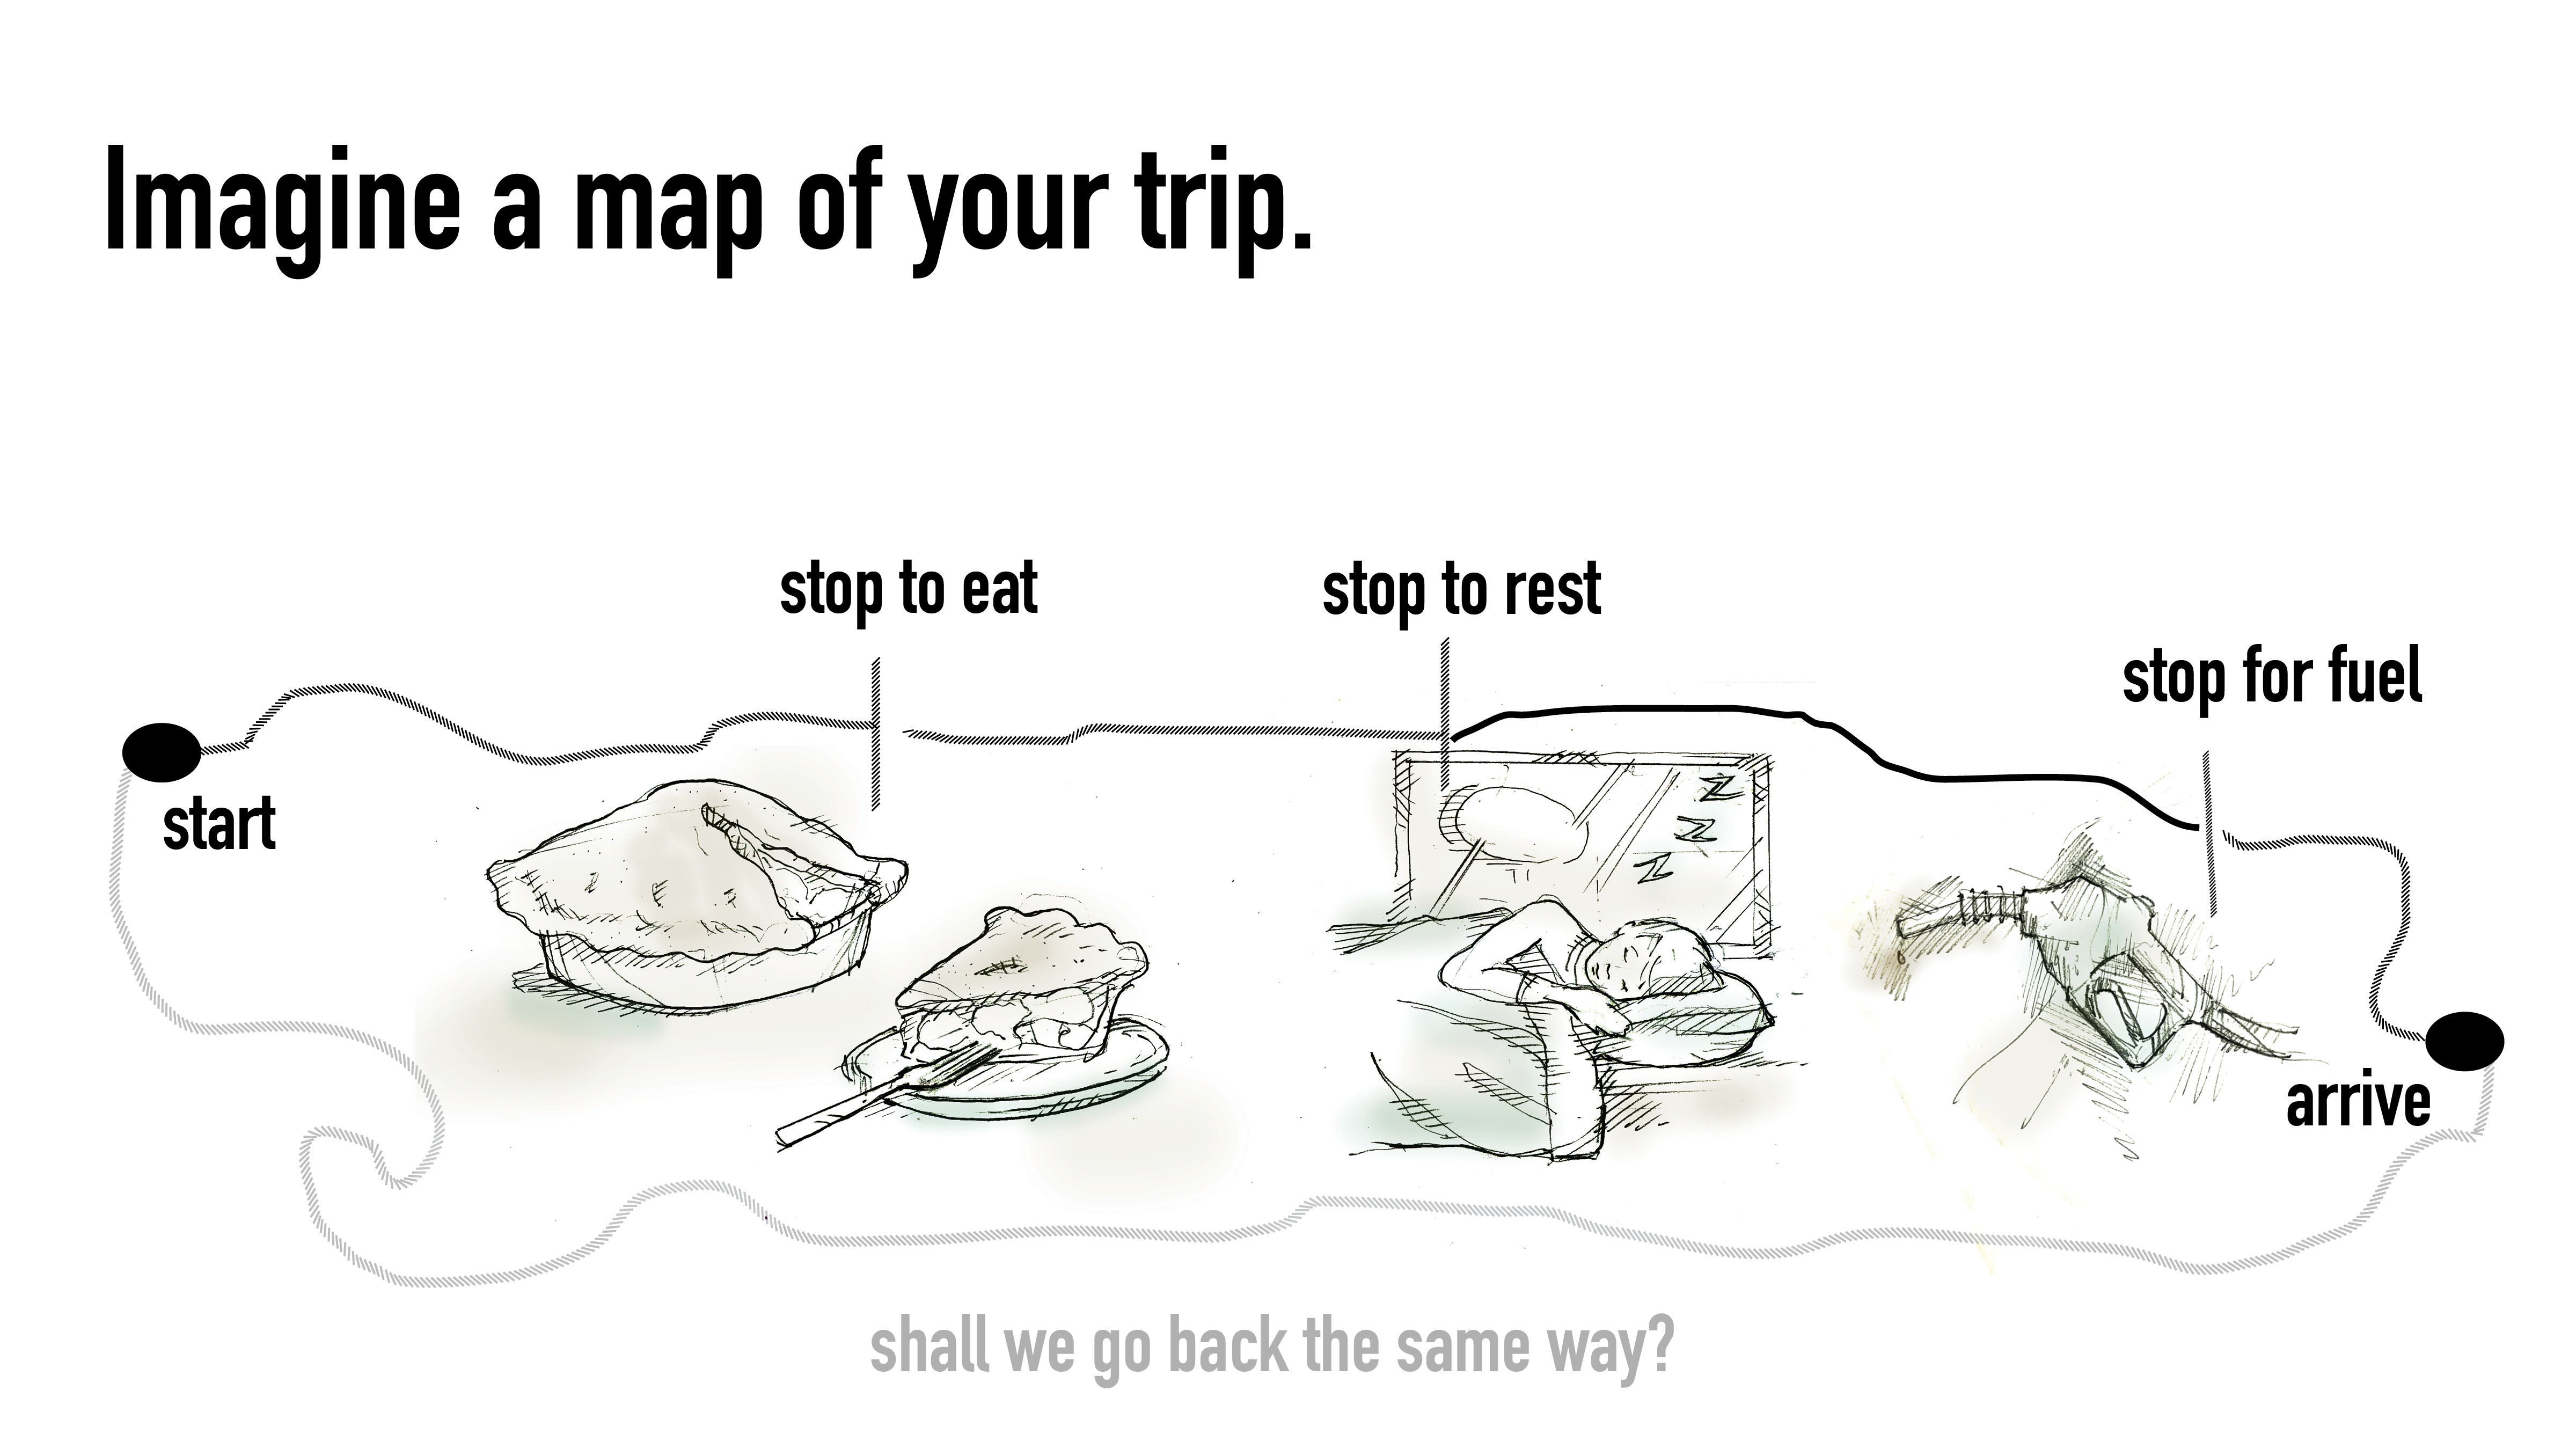 Imagine a map of your trip.
stop to eat
stop to rest
stop for fuel
start
z
z
z
arrive
shall we go back the same way?